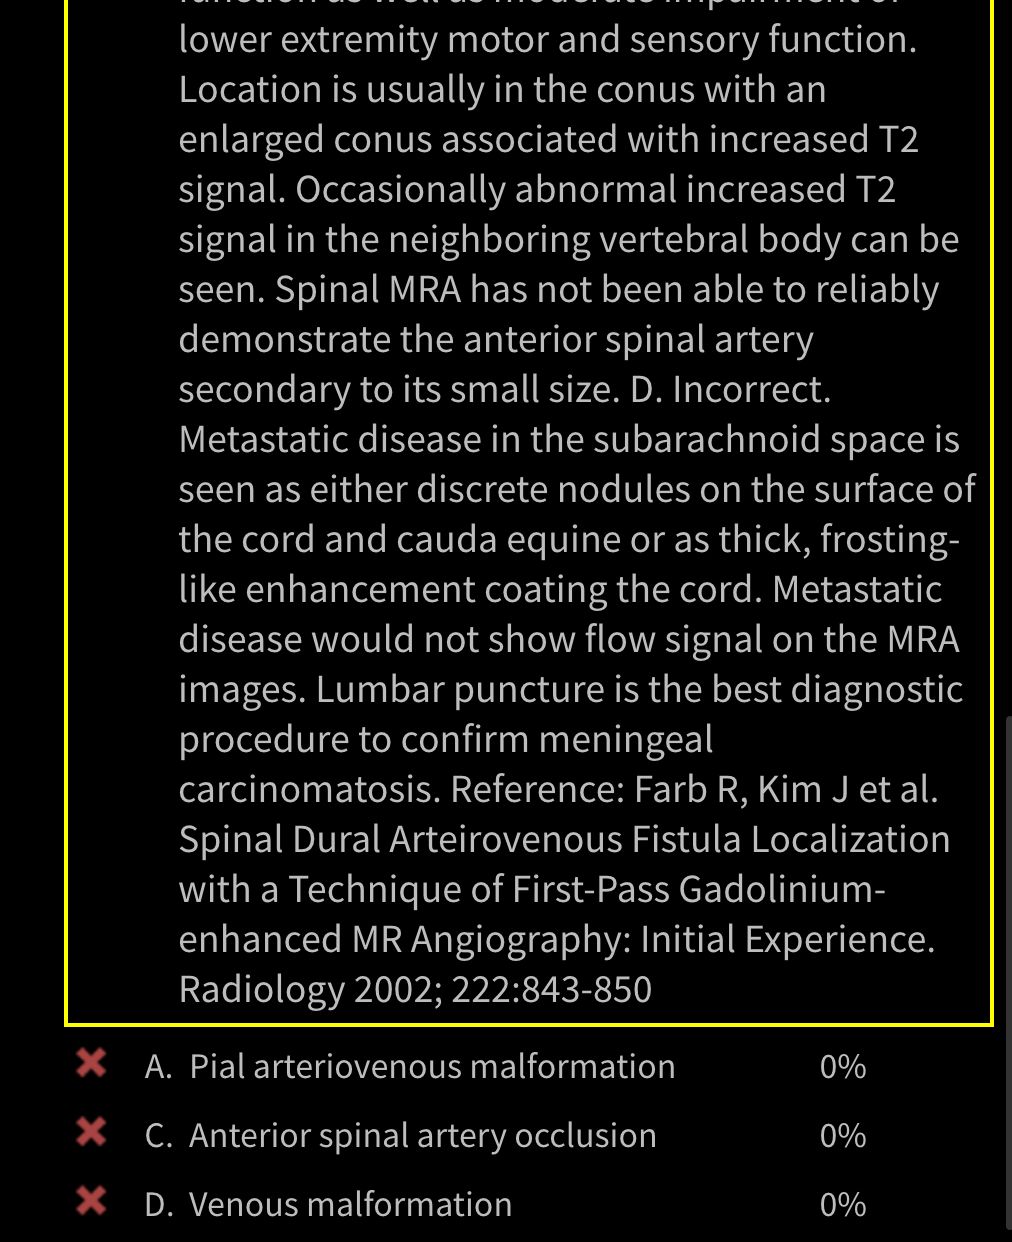 function as well as moderate impairment of
lower extremity motor and sensory function.
Location is usually in the conus with an
enlarged conus associated with increased T2
signal. Occasionally abnormal increased T2
signal in the neighboring vertebral body can be
seen. Spinal MRA has not been able to reliably
demonstrate the anterior spinal artery
secondary to its small size. D. Incorrect.
Metastatic disease in the subarachnoid space is
seen as either discrete nodules on the surface of
the cord and cauda equine or as thick, frosting-
like enhancement coating the cord. Metastatic
disease would not show flow signal on the MRA
images. Lumbar puncture is the best diagnostic
procedure to confirm meningeal
carcinomatosis. Reference: Farb R, Kim J et al.
Spinal Dural Arteirovenous Fistula Localization
with a Technique of First-Pass Gadolinium-
enhanced MR Angiography: Initial Experience.
Radiology 2002; 222:843-850
A. Pial arteriovenous malformation 0%
C. Anterior spinal artery occlusion 0%
D. Venous malformation 0%